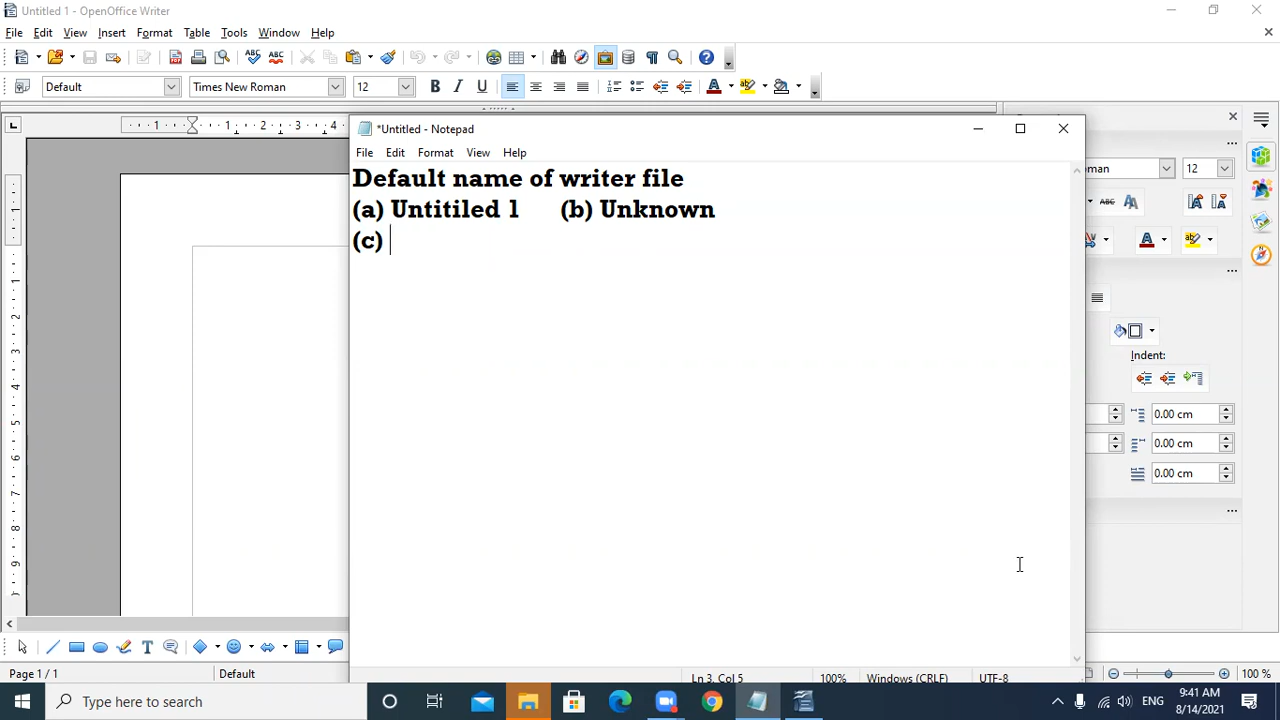 Untitled 1 - OpenOffice Writer
File Edit View Insert Format Table Tools Window Help
Default Times New Roman 12
*Untitled - Notepad
File Edit Format View Help
Default name of writer file
(a) Untitiled 1 (b) Unknown
(c)
man 12
Indent:
0.00 cm
0.00 cm
0.00 cm
Ln 3, Col 5 100% Windows (CRLF) UTF-8
Page 1 / 1 Default 100 %
Type here to search
ENG
9:41 AM
8/14/2021